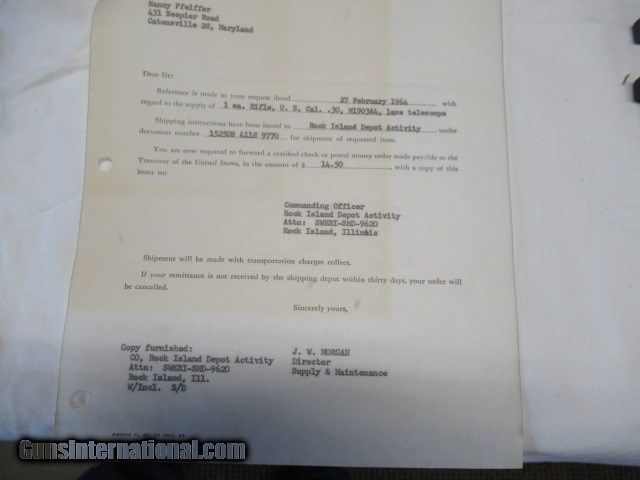 Nancy Pfeiffer
431 Neepier Road
Catonsville 28, Maryland
Dear Sir:
Reference is made to your request dated 27 February 1964 with
regard to the supply of 1 ea. Rifle, U. S. Cal. .30, M1903A4, less telescope
Shipping instructions have been issued to Rock Island Depot Activity under
document number 1525DB 4118 9770 for shipment of requested item.
You are now required to forward a certified check or postal money order made payable to the
Treasurer of the United States, in the amount of $ 14.50 , with a copy of this
letter to:
Commanding Officer
Rock Island Depot Activity
Attn: SWERI-SMD-9620
Rock Island, Illinois
Shipment will be made with transportation charges collect.
If your remittance is not received by the shipping depot within thirty days, your order will
be cancelled.
Sincerely yours,
Copy furnished:
CO, Rock Island Depot Activity
Attn: SWERI-SMD-9620
Rock Island, Ill.
W/Incl. S/D
J. W. MORGAN
Director
Supply & Maintenance
GunsInternational.com